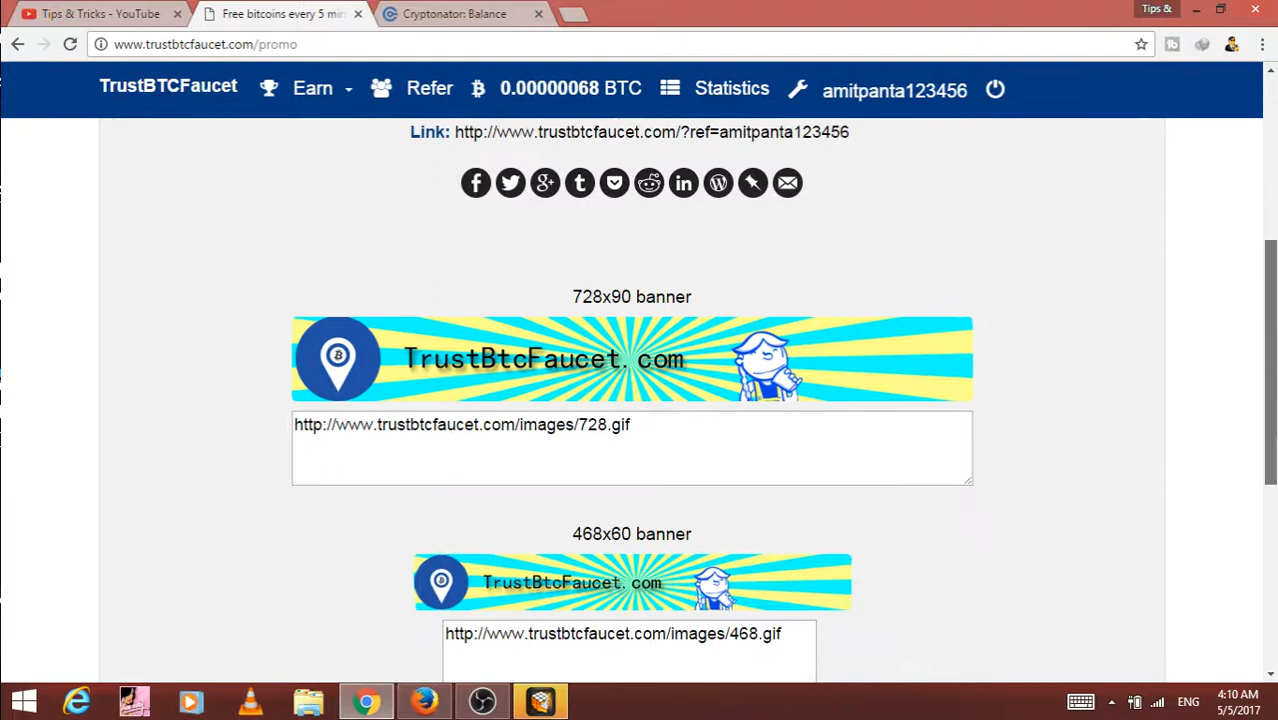 Tips & Tricks - YouTube
Free bitcoins every 5 min
Cryptonator: Balance
Tips &
www.trustbtcfaucet.com/promo
TrustBTCFaucet
Earn
Refer
0.00000068 BTC
Statistics
amitpanta123456
Link: http://www.trustbtcfaucet.com/?ref=amitpanta123456
728x90 banner
TrustBtcFaucet.com
http://www.trustbtcfaucet.com/images/728.gif
468x60 banner
TrustBtcFaucet.com
http://www.trustbtcfaucet.com/images/468.gif
ENG
4:10 AM
5/5/2017